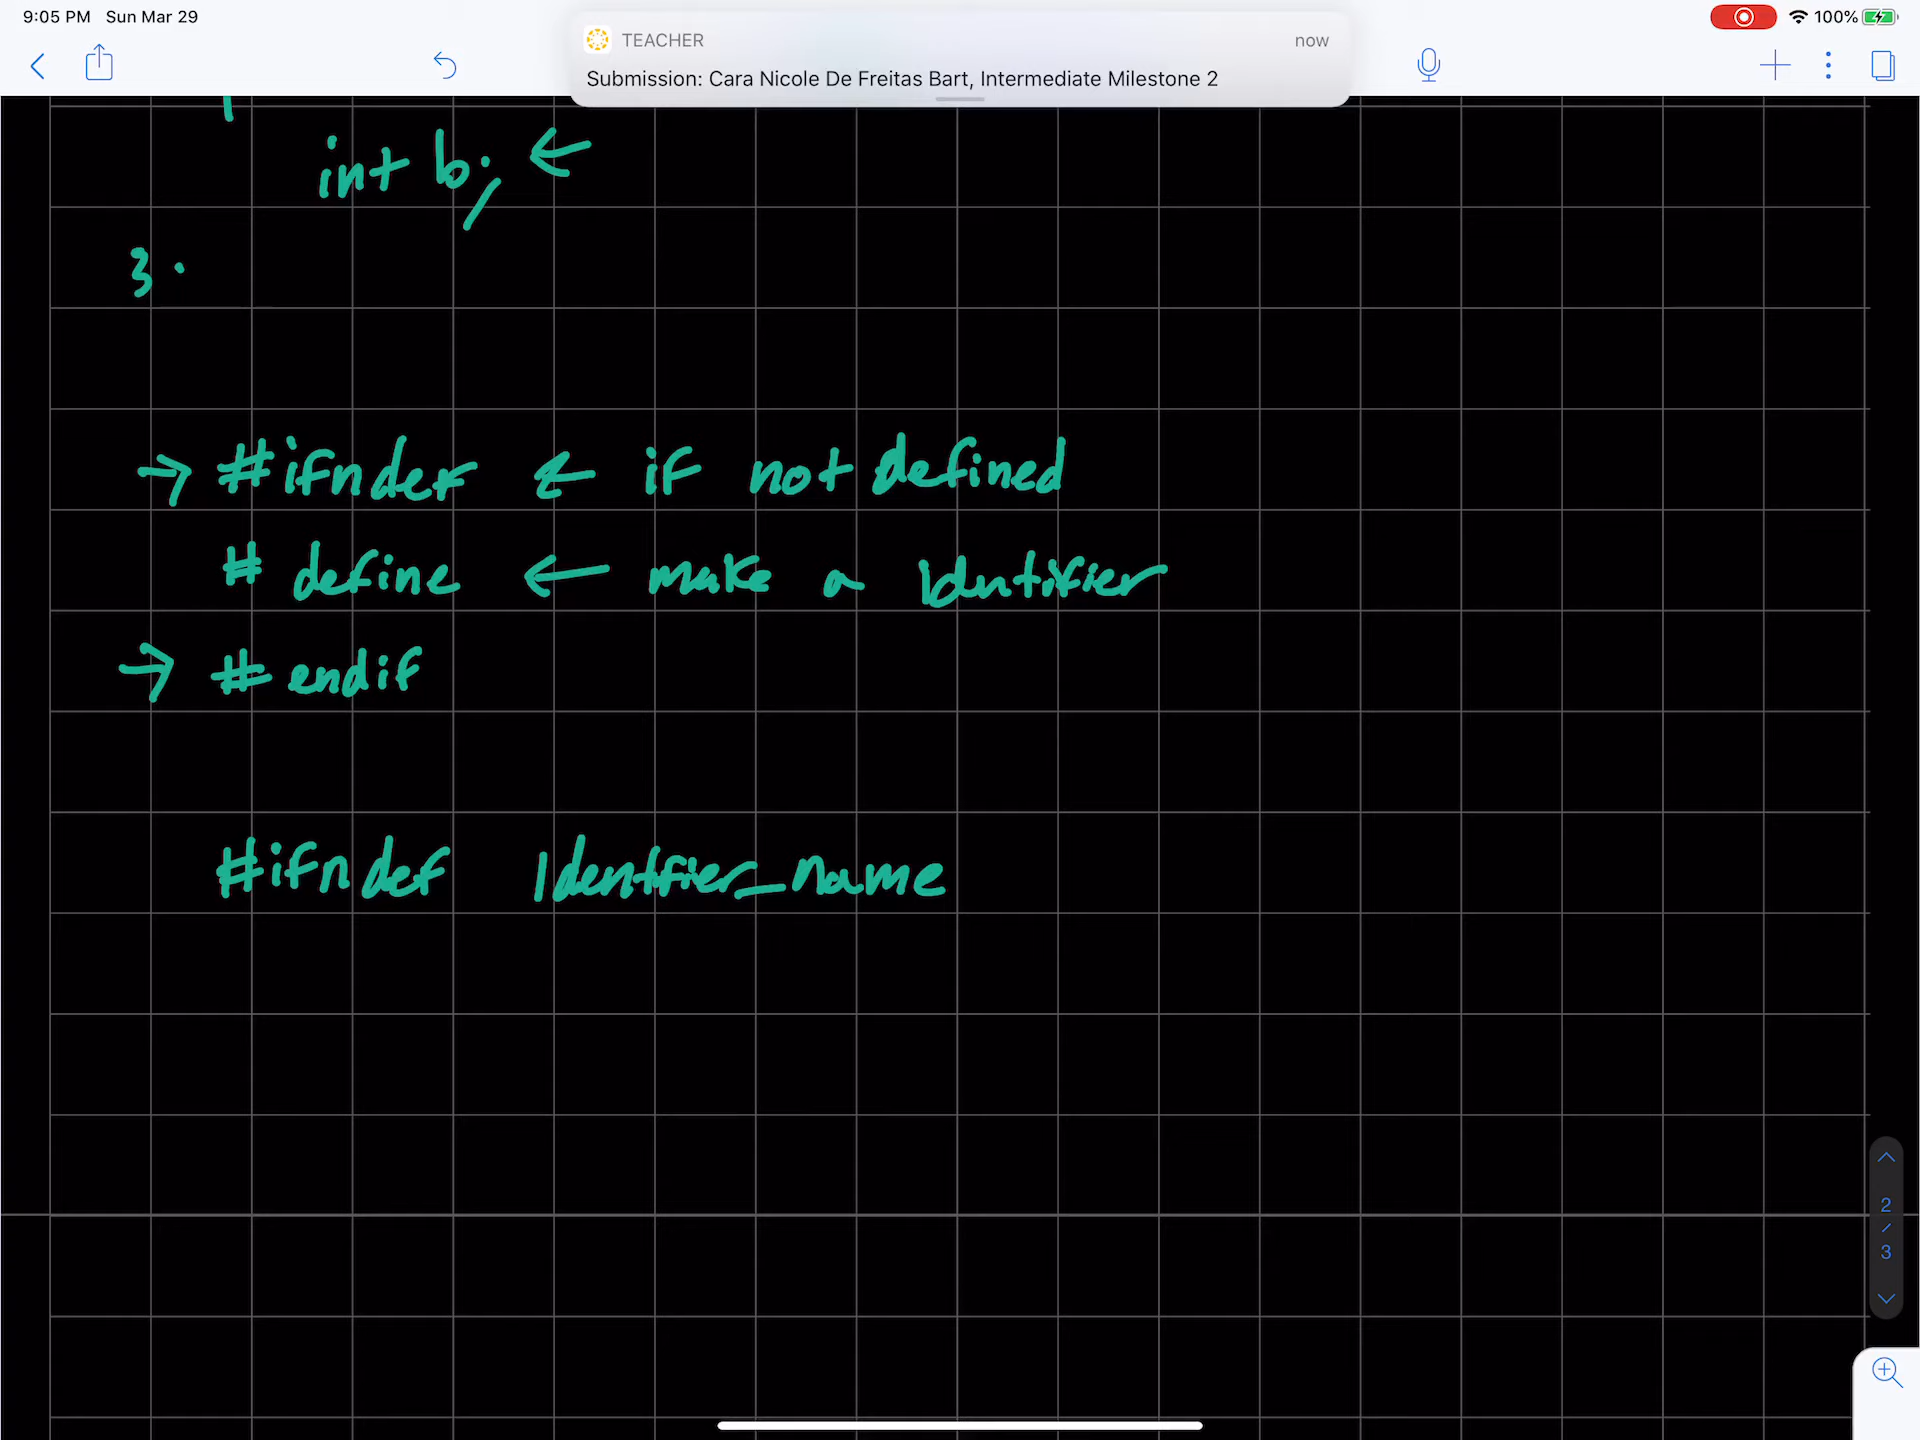 9:05 PM Sun Mar 29
100%
TEACHER now
Submission: Cara Nicole De Freitas Bart, Intermediate Milestone 2
int b; ←
3.
→ #ifndef ← if not defined
# define ← make a Identifier
→ # endif
#ifndef Identifier_name
2
/
3